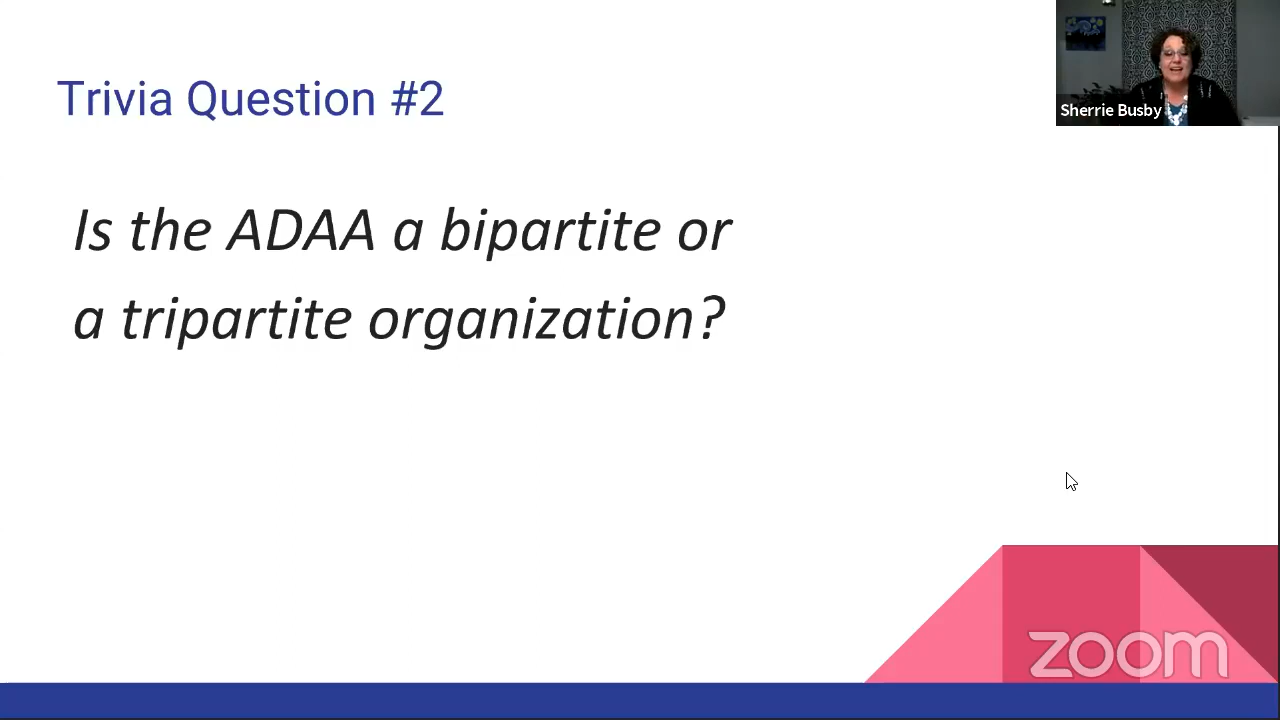 Trivia Question #2
Sherrie Busby
Is the ADAA a bipartite or
a tripartite organization?
zoom